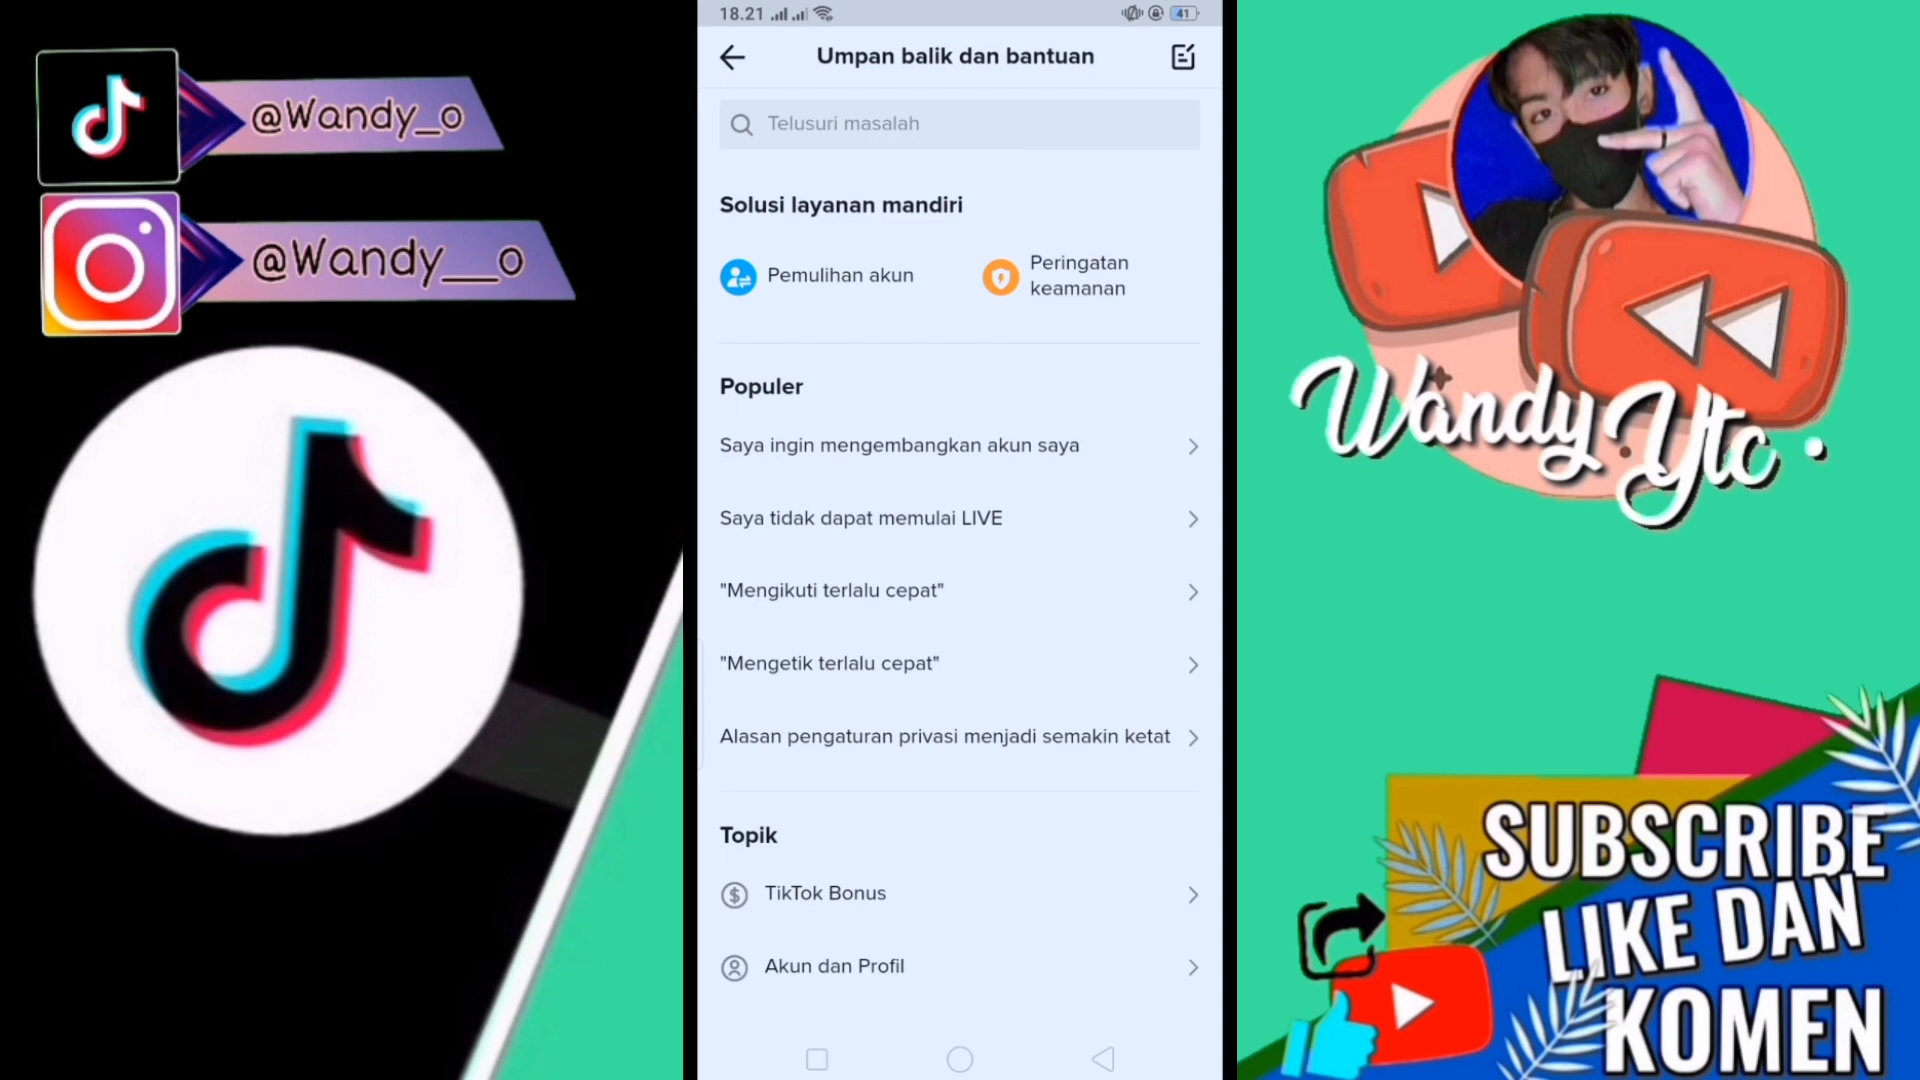 @Wandy_o
@Wandy__o
18.21
41
Umpan balik dan bantuan
Telusuri masalah
Solusi layanan mandiri
Pemulihan akun
Peringatan
keamanan
Populer
Saya ingin mengembangkan akun saya
Saya tidak dapat memulai LIVE
"Mengikuti terlalu cepat"
"Mengetik terlalu cepat"
Alasan pengaturan privasi menjadi semakin ketat
Topik
TikTok Bonus
Akun dan Profil
Wandy Ytc
SUBSCRIBE
LIKE DAN
KOMEN